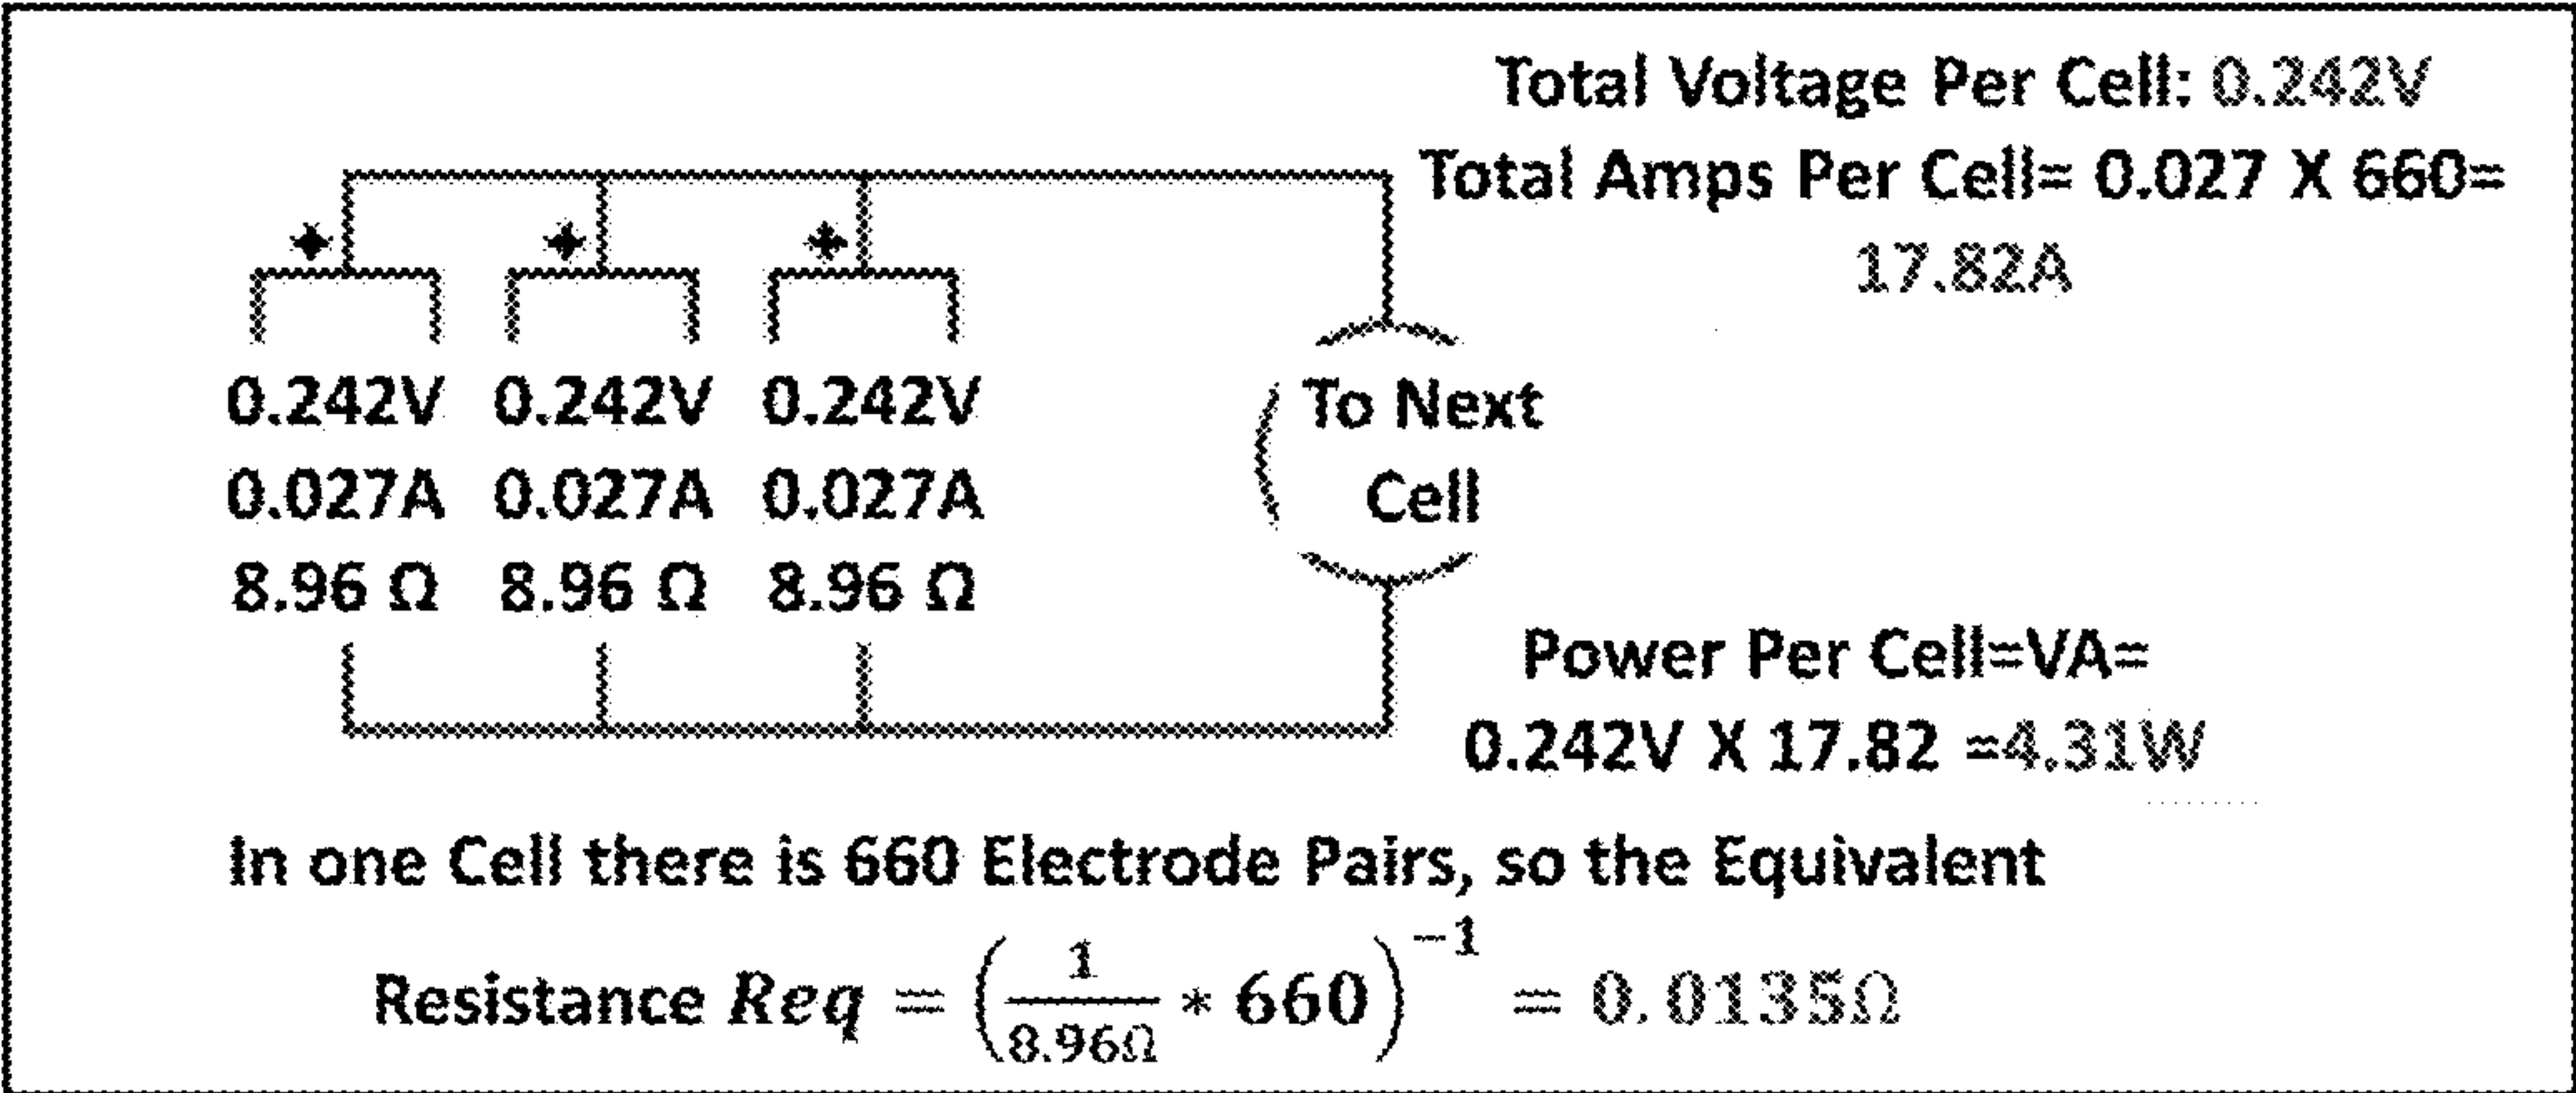 Total Voltage Per Cell: 0.242V
Total Amps Per Cell= 0.027 X 660=
17.82A
+ + +
0.242V 0.242V 0.242V
0.027A 0.027A 0.027A
8.96 Ω 8.96 Ω 8.96 Ω
To Next
Cell
Power Per Cell=VA=
0.242V X 17.82 =4.31W
In one Cell there is 660 Electrode Pairs, so the Equivalent
Resistance Req = (1/8.96Ω * 660)^−1 = 0.0135Ω